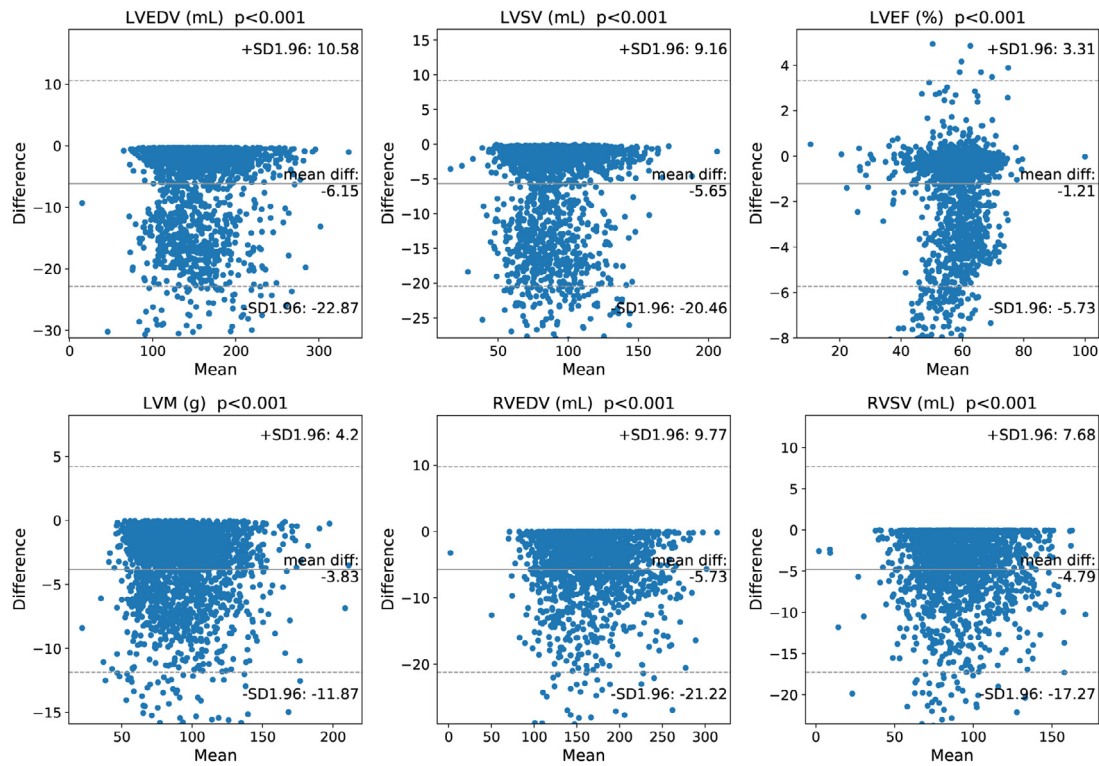 LVEDV (mL)  p<0.001
+SD1.96: 10.58
mean diff:
-6.15
-SD1.96: -22.87
Difference
10
0
−10
−20
−30
0
100
200
300
Mean
LVSV (mL)  p<0.001
+SD1.96: 9.16
mean diff:
-5.65
-SD1.96: -20.46
Difference
15
10
5
0
−5
−10
−15
−20
−25
0
50
100
150
200
Mean
LVEF (%)  p<0.001
+SD1.96: 3.31
mean diff:
-1.21
-SD1.96: -5.73
Difference
4
2
0
−2
−4
−6
−8
20
40
60
80
100
Mean
LVM (g)  p<0.001
+SD1.96: 4.2
mean diff:
-3.83
-SD1.96: -11.87
Difference
5
0
−5
−10
−15
50
100
150
200
Mean
RVEDV (mL)  p<0.001
+SD1.96: 9.77
mean diff:
-5.73
-SD1.96: -21.22
Difference
10
0
−10
−20
0
50
100
150
200
250
300
Mean
RVSV (mL)  p<0.001
+SD1.96: 7.68
mean diff:
-4.79
-SD1.96: -17.27
Difference
10
5
0
−5
−10
−15
−20
0
50
100
150
Mean